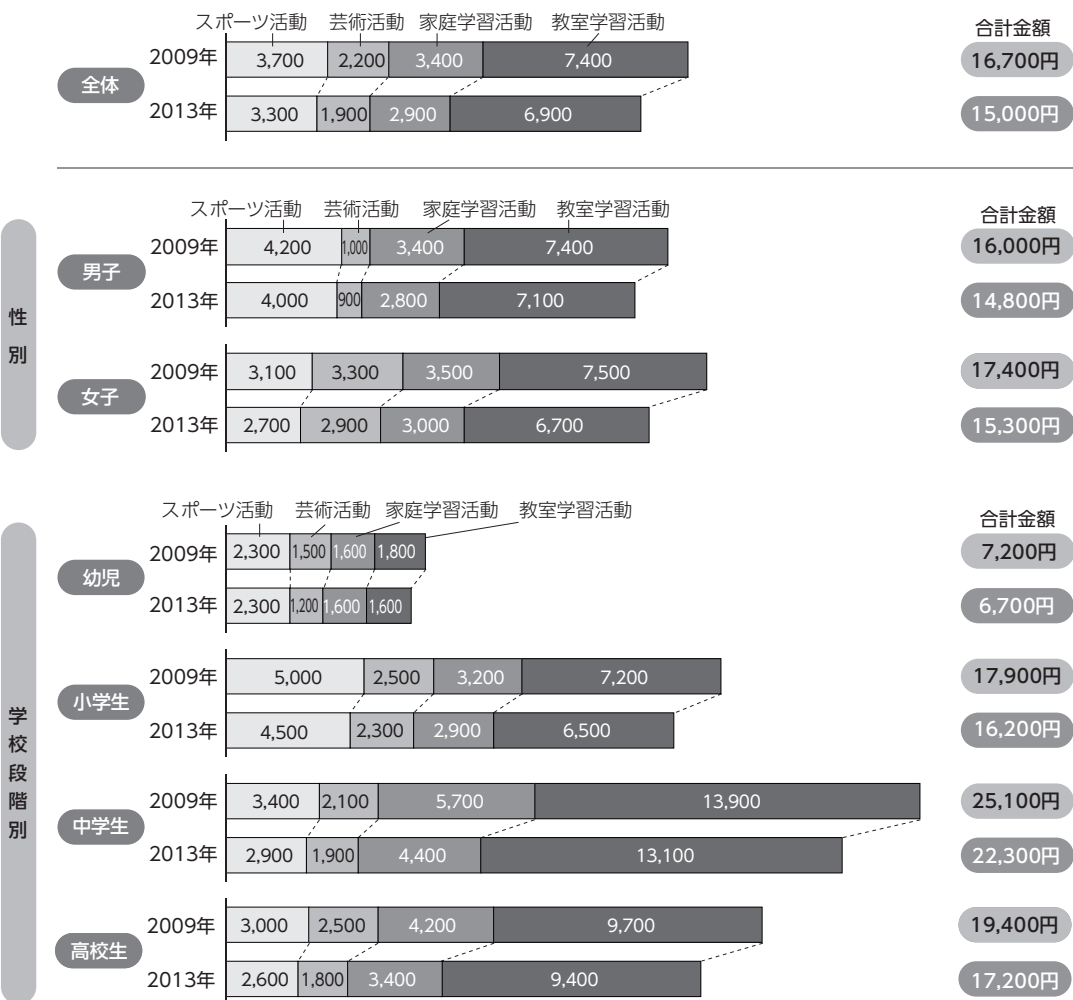 スポーツ活動 芸術活動 家庭学習活動 教室学習活動 合計金額
全体
2009年 3,700 2,200 3,400 7,400 16,700円
2013年 3,300 1,900 2,900 6,900 15,000円
性別
スポーツ活動 芸術活動 家庭学習活動 教室学習活動 合計金額
男子
2009年 4,200 1,000 3,400 7,400 16,000円
2013年 4,000 900 2,800 7,100 14,800円
女子
2009年 3,100 3,300 3,500 7,500 17,400円
2013年 2,700 2,900 3,000 6,700 15,300円
学校段階別
スポーツ活動 芸術活動 家庭学習活動 教室学習活動 合計金額
幼児
2009年 2,300 1,500 1,600 1,800 7,200円
2013年 2,300 1,200 1,600 1,600 6,700円
小学生
2009年 5,000 2,500 3,200 7,200 17,900円
2013年 4,500 2,300 2,900 6,500 16,200円
中学生
2009年 3,400 2,100 5,700 13,900 25,100円
2013年 2,900 1,900 4,400 13,100 22,300円
高校生
2009年 3,000 2,500 4,200 9,700 19,400円
2013年 2,600 1,800 3,400 9,400 17,200円